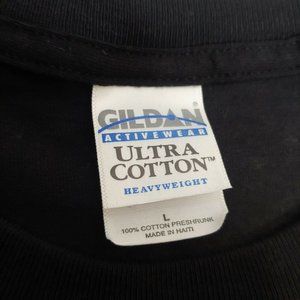 GILDAN®
ACTIVEWEAR
ULTRA
COTTON™
HEAVYWEIGHT
L
100% COTTON PRESHRUNK
MADE IN HAITI